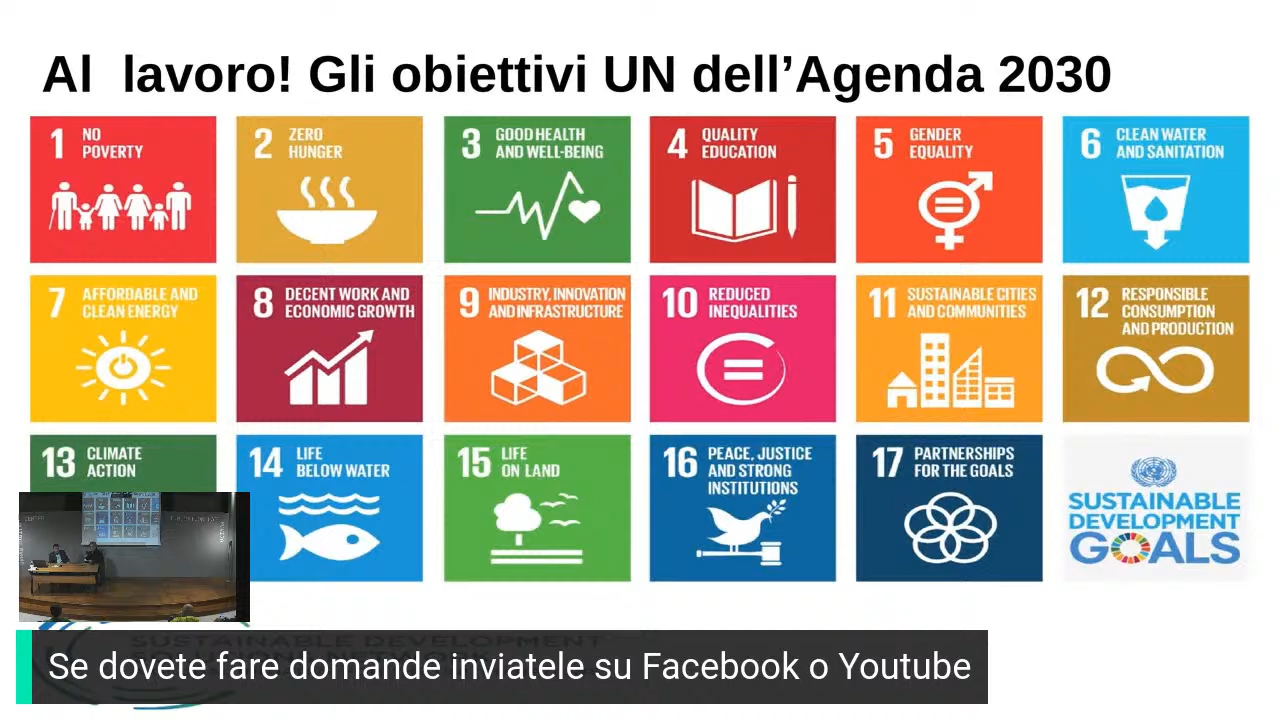 Al  lavoro! Gli obiettivi UN dell’Agenda 2030
1 NO
POVERTY
2 ZERO
HUNGER
3 GOOD HEALTH
AND WELL-BEING
4 QUALITY
EDUCATION
5 GENDER
EQUALITY
6 CLEAN WATER
AND SANITATION
7 AFFORDABLE AND
CLEAN ENERGY
8 DECENT WORK AND
ECONOMIC GROWTH
9 INDUSTRY, INNOVATION
AND INFRASTRUCTURE
10 REDUCED
INEQUALITIES
11 SUSTAINABLE CITIES
AND COMMUNITIES
12 RESPONSIBLE
CONSUMPTION
AND PRODUCTION
13 CLIMATE
ACTION
14 LIFE
BELOW WATER
15 LIFE
ON LAND
16 PEACE, JUSTICE
AND STRONG
INSTITUTIONS
17 PARTNERSHIPS
FOR THE GOALS
SUSTAINABLE
DEVELOPMENT
GOALS
SUSTAINABLE DEVELOPMENT
Se dovete fare domande inviatele su Facebook o Youtube